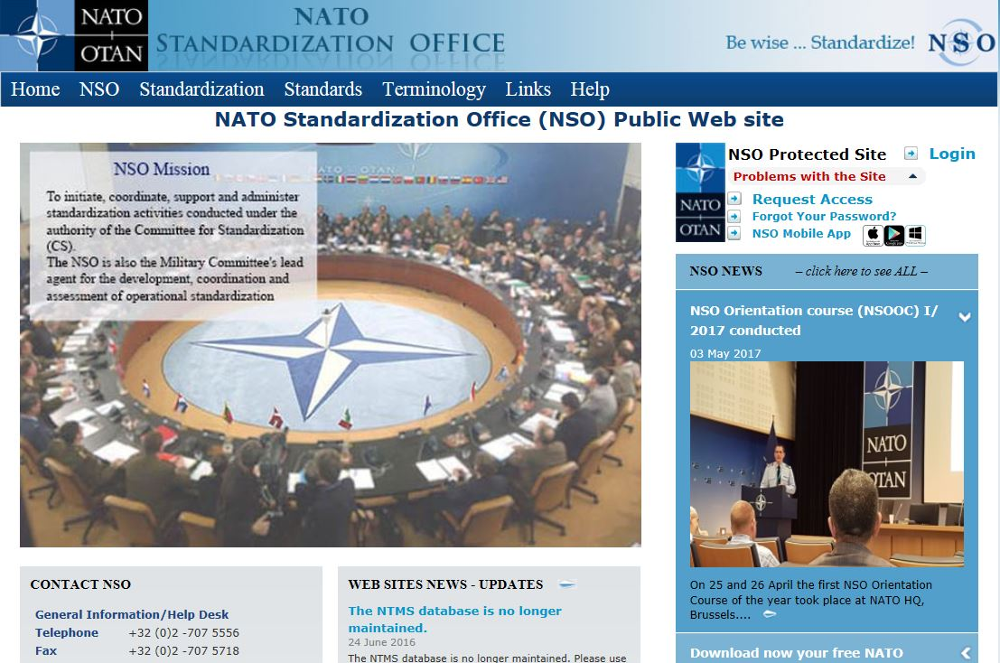 NATO
OTAN
NATO
STANDARDIZATION OFFICE
Be wise ... Standardize!
NSO
Home NSO Standardization Standards Terminology Links Help
NATO Standardization Office (NSO) Public Web site
NSO Mission
To initiate, coordinate, support and administer
standardization activities conducted under the
authority of the Committee for Standardization
(CS).
The NSO is also the Military Committee's lead
agent for the development, coordination and
assessment of operational standardization
NATO - OTAN
NATO
OTAN
NSO Protected Site Login
Problems with the Site
Request Access
Forgot Your Password?
NSO Mobile App
NSO NEWS – click here to see ALL –
NSO Orientation course (NSOOC) I/
2017 conducted
03 May 2017
NATO
OTAN
On 25 and 26 April the first NSO Orientation
Course of the year took place at NATO HQ,
Brussels....
Download now your free NATO
CONTACT NSO
General Information/Help Desk
Telephone +32 (0)2 -707 5556
Fax +32 (0)2 -707 5718
WEB SITES NEWS - UPDATES
The NTMS database is no longer
maintained.
24 June 2016
The NTMS database is no longer maintained. Please use